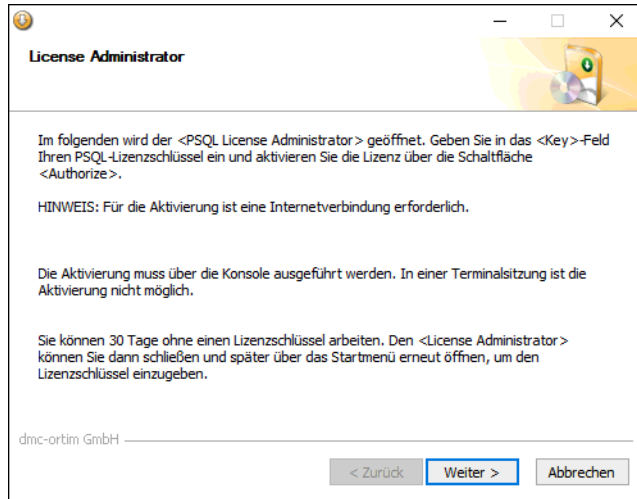 License Administrator
Im folgenden wird der <PSQL License Administrator> geöffnet. Geben Sie in das <Key>-Feld
Ihren PSQL-Lizenzschlüssel ein und aktivieren Sie die Lizenz über die Schaltfläche
<Authorize>.
HINWEIS: Für die Aktivierung ist eine Internetverbindung erforderlich.
Die Aktivierung muss über die Konsole ausgeführt werden. In einer Terminalsitzung ist die
Aktivierung nicht möglich.
Sie können 30 Tage ohne einen Lizenzschlüssel arbeiten. Den <License Administrator>
können Sie dann schließen und später über das Startmenü erneut öffnen, um den
Lizenzschlüssel einzugeben.
dmc-ortim GmbH
< Zurück Weiter > Abbrechen